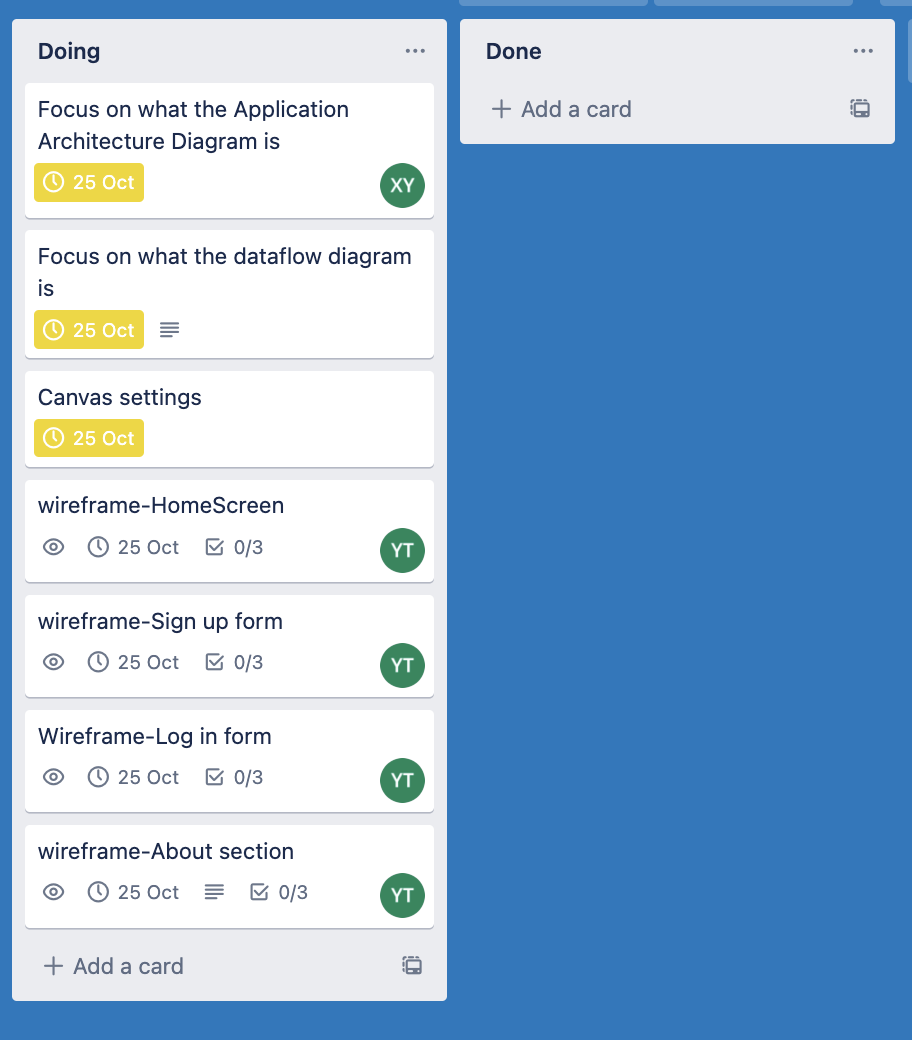 Doing
Focus on what the Application
Architecture Diagram is
25 Oct
XY
Focus on what the dataflow diagram
is
25 Oct
Canvas settings
25 Oct
wireframe-HomeScreen
25 Oct 0/3
YT
wireframe-Sign up form
25 Oct 0/3
YT
Wireframe-Log in form
25 Oct 0/3
YT
wireframe-About section
25 Oct 0/3
YT
+ Add a card
Done
+ Add a card